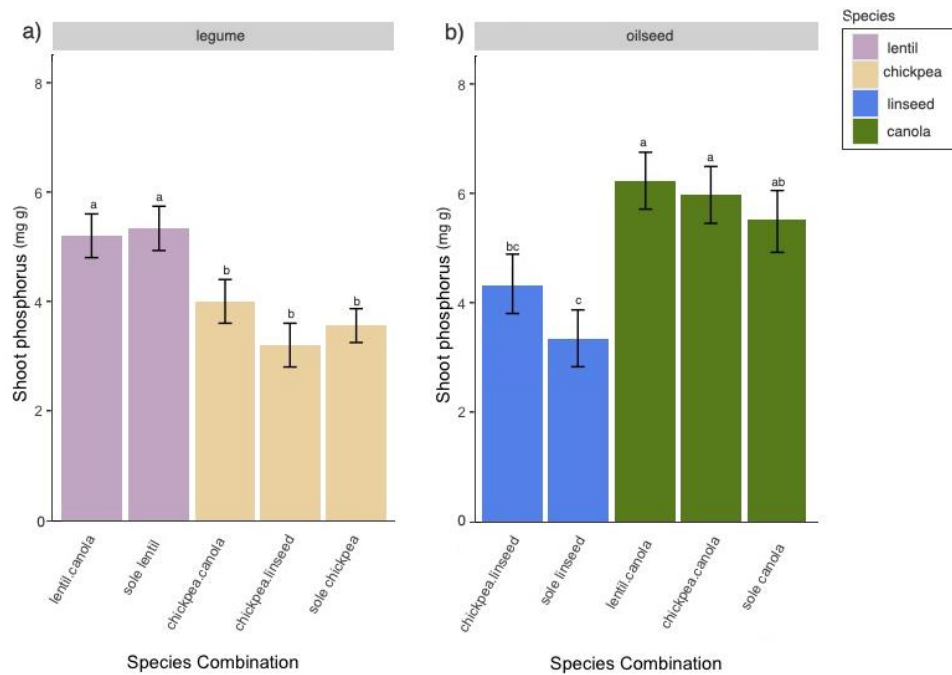 a)
legume
Shoot phosphorus (mg g)
8
6
4
2
0
a
a
b
b
b
lentil.canola
sole lentil
chickpea.canola
chickpea.linseed
sole chickpea
Species Combination
b)
oilseed
Shoot phosphorus (mg g)
8
6
4
2
0
bc
c
a
a
ab
chickpea.linseed
sole linseed
lentil.canola
chickpea.canola
sole canola
Species Combination
Species
lentil
chickpea
linseed
canola